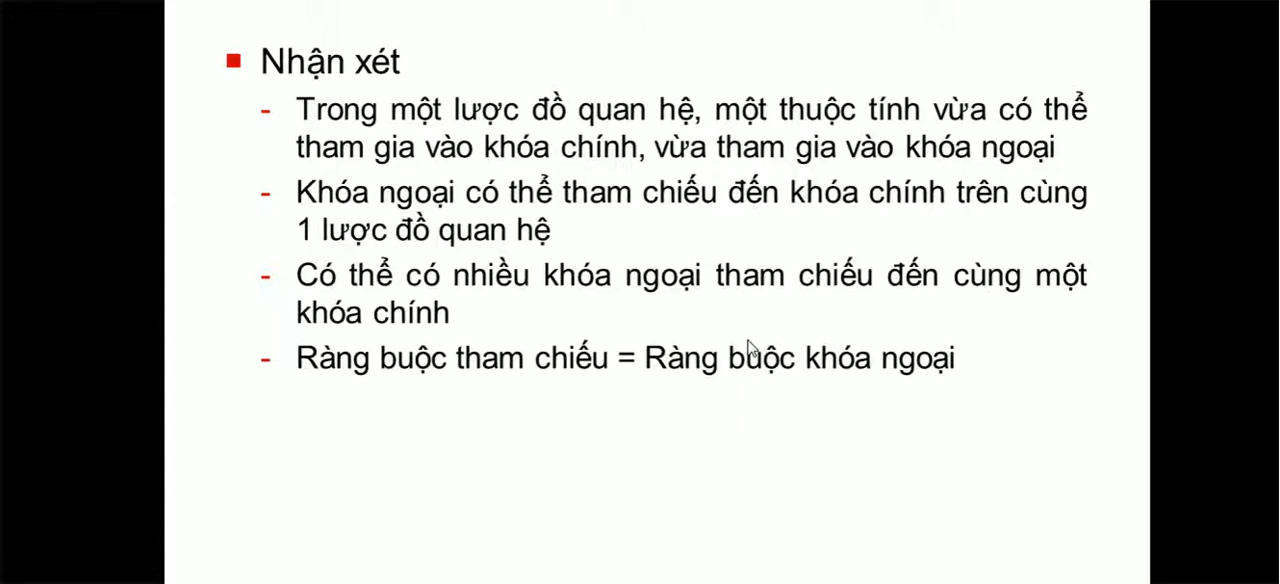 Nhận xét
- Trong một lược đồ quan hệ, một thuộc tính vừa có thể
tham gia vào khóa chính, vừa tham gia vào khóa ngoại
- Khóa ngoại có thể tham chiếu đến khóa chính trên cùng
1 lược đồ quan hệ
- Có thể có nhiều khóa ngoại tham chiếu đến cùng một
khóa chính
- Ràng buộc tham chiếu = Ràng buộc khóa ngoại